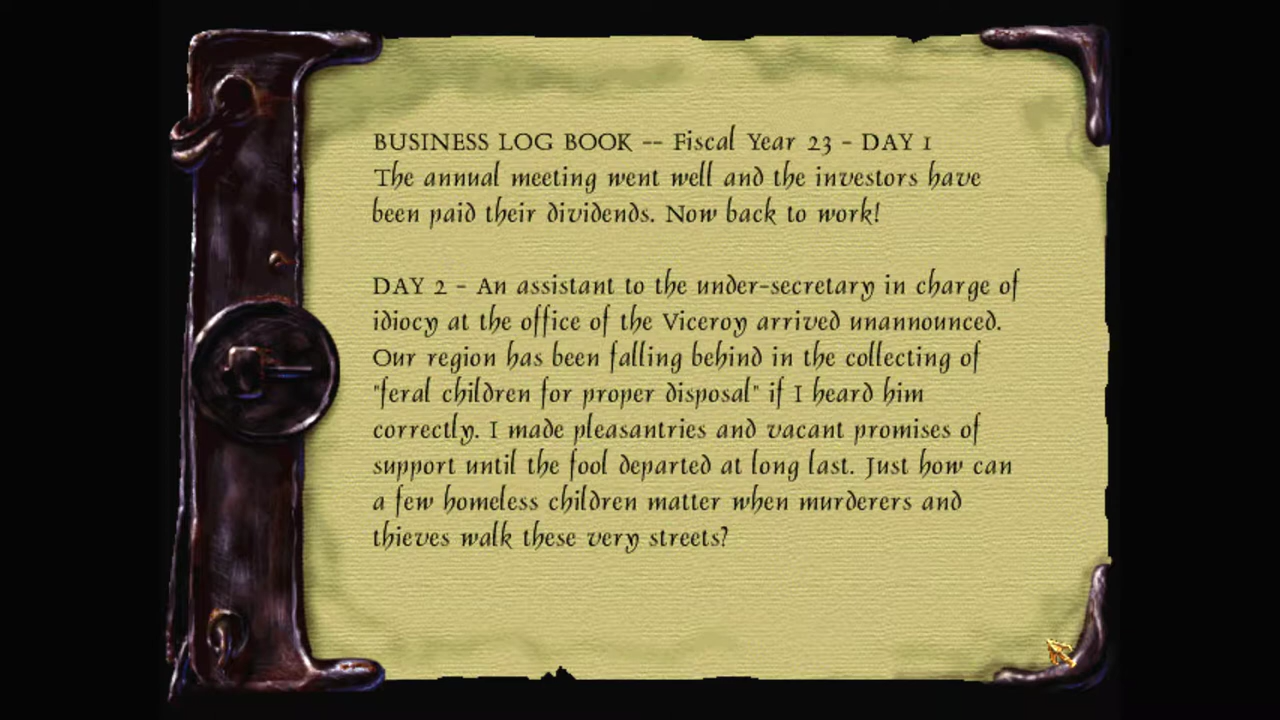 BUSINESS LOG BOOK -- Fiscal Year 23 - DAY 1
The annual meeting went well and the investors have
been paid their dividends. Now back to work!
DAY 2 - An assistant to the under-secretary in charge of
idiocy at the office of the Viceroy arrived unannounced.
Our region has been falling behind in the collecting of
"feral children for proper disposal" if I heard him
correctly. I made pleasantries and vacant promises of
support until the fool departed at long last. Just how can
a few homeless children matter when murderers and
thieves walk these very streets?